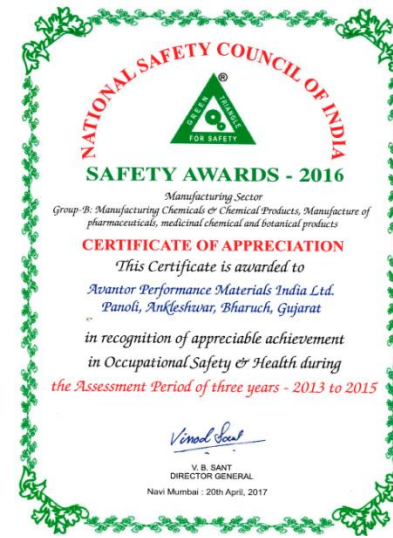 NATIONAL SAFETY COUNCIL OF INDIA
®
GREEN TRIANGLE
FOR SAFETY
SAFETY AWARDS - 2016
Manufacturing Sector
Group-B: Manufacturing Chemicals & Chemical Products, Manufacture of
pharmaceuticals, medicinal chemical and botanical products
CERTIFICATE OF APPRECIATION
This Certificate is awarded to
Avantor Performance Materials India Ltd.
Panoli, Ankleshwar, Bharuch, Gujarat
in recognition of appreciable achievement
in Occupational Safety & Health during
the Assessment Period of three years - 2013 to 2015
Vinod Sant
V. B. SANT
DIRECTOR GENERAL
Navi Mumbai : 20th April, 2017